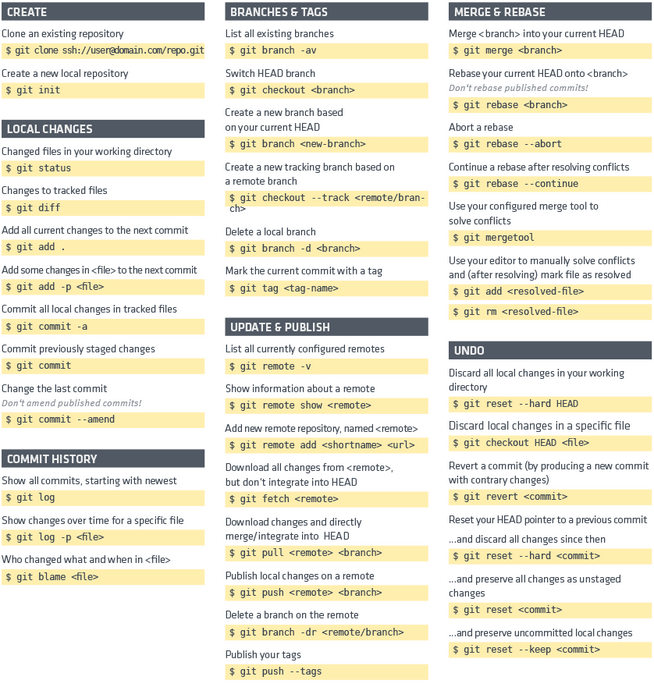 CREATE
Clone an existing repository
$ git clone ssh://user@domain.com/repo.git
Create a new local repository
$ git init
LOCAL CHANGES
Changed files in your working directory
$ git status
Changes to tracked files
$ git diff
Add all current changes to the next commit
$ git add .
Add some changes in <file> to the next commit
$ git add -p <file>
Commit all local changes in tracked files
$ git commit -a
Commit previously staged changes
$ git commit
Change the last commit
Don't amend published commits!
$ git commit --amend
COMMIT HISTORY
Show all commits, starting with newest
$ git log
Show changes over time for a specific file
$ git log -p <file>
Who changed what and when in <file>
$ git blame <file>
BRANCHES & TAGS
List all existing branches
$ git branch -av
Switch HEAD branch
$ git checkout <branch>
Create a new branch based
on your current HEAD
$ git branch <new-branch>
Create a new tracking branch based on
a remote branch
$ git checkout --track <remote/bran-
ch>
Delete a local branch
$ git branch -d <branch>
Mark the current commit with a tag
$ git tag <tag-name>
UPDATE & PUBLISH
List all currently configured remotes
$ git remote -v
Show information about a remote
$ git remote show <remote>
Add new remote repository, named <remote>
$ git remote add <shortname> <url>
Download all changes from <remote>,
but don't integrate into HEAD
$ git fetch <remote>
Download changes and directly
merge/integrate into HEAD
$ git pull <remote> <branch>
Publish local changes on a remote
$ git push <remote> <branch>
Delete a branch on the remote
$ git branch -dr <remote/branch>
Publish your tags
$ git push --tags
MERGE & REBASE
Merge <branch> into your current HEAD
$ git merge <branch>
Rebase your current HEAD onto <branch>
Don't rebase published commits!
$ git rebase <branch>
Abort a rebase
$ git rebase --abort
Continue a rebase after resolving conflicts
$ git rebase --continue
Use your configured merge tool to
solve conflicts
$ git mergetool
Use your editor to manually solve conflicts
and (after resolving) mark file as resolved
$ git add <resolved-file>
$ git rm <resolved-file>
UNDO
Discard all local changes in your working
directory
$ git reset --hard HEAD
Discard local changes in a specific file
$ git checkout HEAD <file>
Revert a commit (by producing a new commit
with contrary changes)
$ git revert <commit>
Reset your HEAD pointer to a previous commit
...and discard all changes since then
$ git reset --hard <commit>
...and preserve all changes as unstaged
changes
$ git reset <commit>
...and preserve uncommitted local changes
$ git reset --keep <commit>